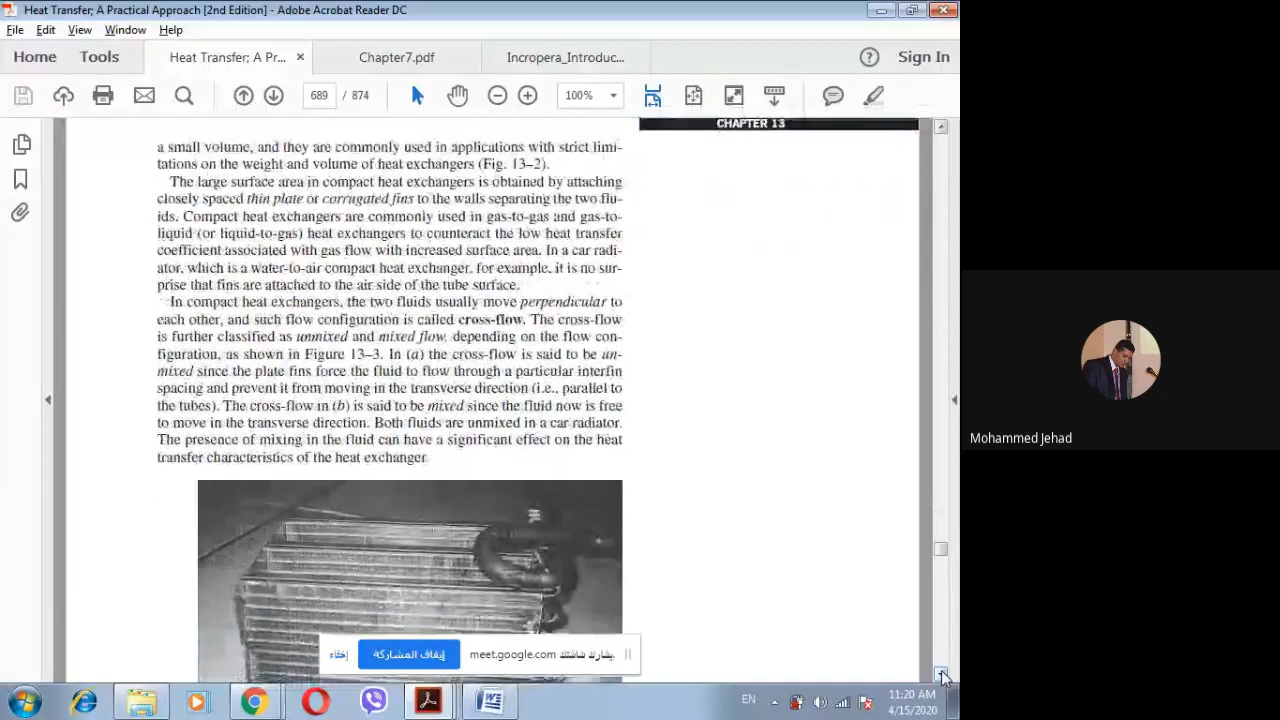 Heat Transfer; A Practical Approach [2nd Edition] - Adobe Acrobat Reader DC
File Edit View Window Help
Home Tools Heat Transfer; A Pr... × Chapter7.pdf Incropera_Introduc... ? Sign In
689 / 874 100%
CHAPTER 13
a small volume, and they are commonly used in applications with strict limi-
tations on the weight and volume of heat exchangers (Fig. 13–2).
The large surface area in compact heat exchangers is obtained by attaching
closely spaced thin plate or corrugated fins to the walls separating the two flu-
ids. Compact heat exchangers are commonly used in gas-to-gas and gas-to-
liquid (or liquid-to-gas) heat exchangers to counteract the low heat transfer
coefficient associated with gas flow with increased surface area. In a car radi-
ator, which is a water-to-air compact heat exchanger, for example, it is no sur-
prise that fins are attached to the air side of the tube surface.
In compact heat exchangers, the two fluids usually move perpendicular to
each other, and such flow configuration is called cross-flow. The cross-flow
is further classified as unmixed and mixed flow, depending on the flow con-
figuration, as shown in Figure 13–3. In (a) the cross-flow is said to be un-
mixed since the plate fins force the fluid to flow through a particular interfin
spacing and prevent it from moving in the transverse direction (i.e., parallel to
the tubes). The cross-flow in (b) is said to be mixed since the fluid now is free
to move in the transverse direction. Both fluids are unmixed in a car radiator.
The presence of mixing in the fluid can have a significant effect on the heat
transfer characteristics of the heat exchanger.
Mohammed Jehad
meet.google.com يشارك شاشتك إيقاف المشاركة إخفاء
EN
11:20 AM
4/15/2020